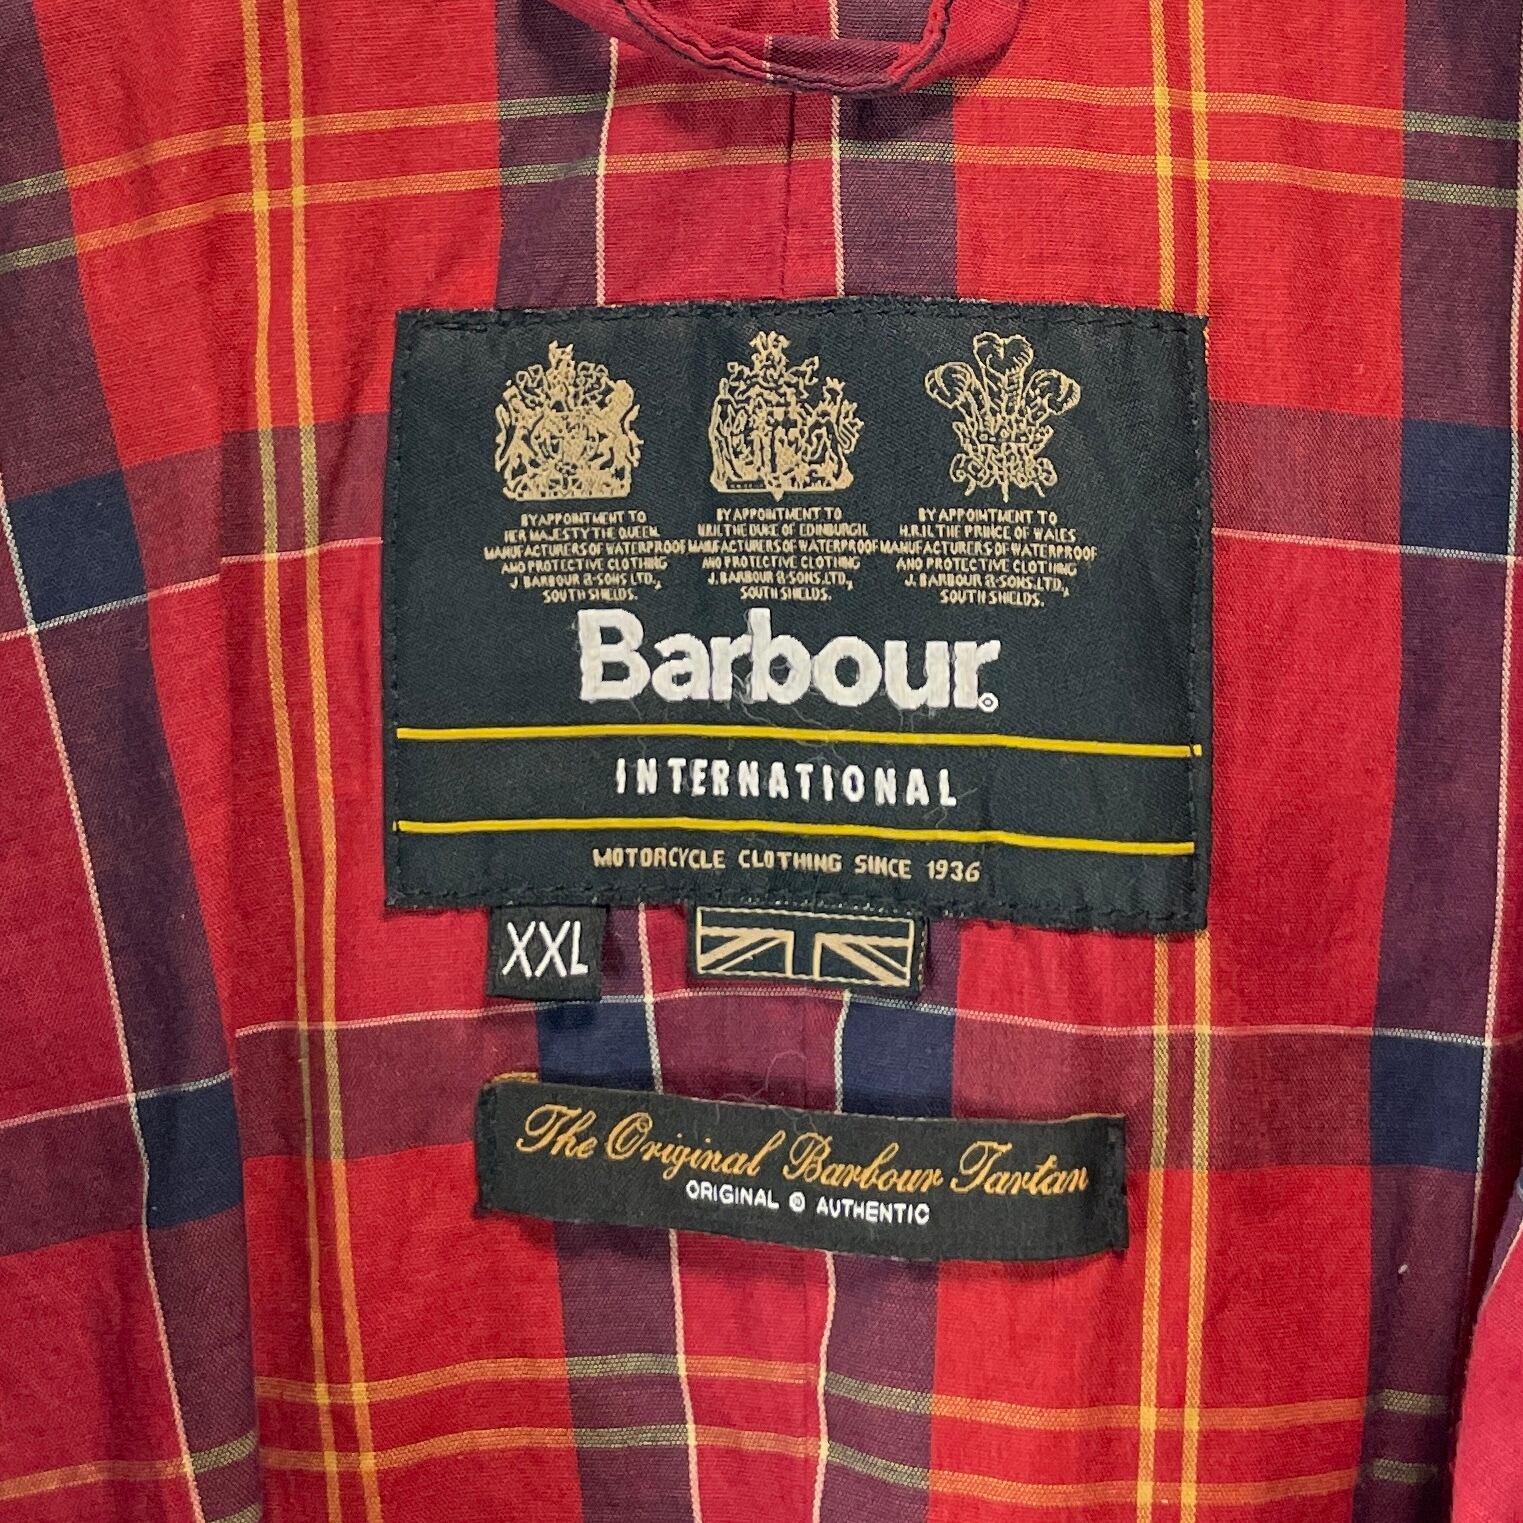 BY APPOINTMENT TO
HER MAJESTY THE QUEEN
MANUFACTURERS OF WATERPROOF
AND PROTECTIVE CLOTHING
J. BARBOUR & SONS LTD.,
SOUTH SHIELDS.
BY APPOINTMENT TO
H.R.H. THE DUKE OF EDINBURGH
MANUFACTURERS OF WATERPROOF
AND PROTECTIVE CLOTHING
J. BARBOUR & SONS LTD.,
SOUTH SHIELDS.
BY APPOINTMENT TO
H.R.H. THE PRINCE OF WALES
MANUFACTURERS OF WATERPROOF
AND PROTECTIVE CLOTHING
J. BARBOUR & SONS LTD.,
SOUTH SHIELDS.
Barbour®
INTERNATIONAL
MOTORCYCLE CLOTHING SINCE 1936
XXL
The Original Barbour Tartan
ORIGINAL & AUTHENTIC